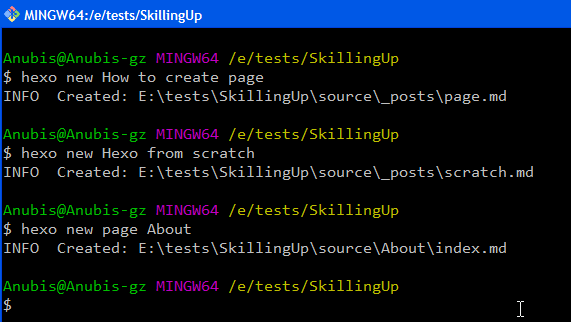 MINGW64:/e/tests/SkillingUp
Anubis@Anubis-gz MINGW64 /e/tests/SkillingUp
$ hexo new How to create page
INFO  Created: E:\tests\SkillingUp\source\_posts\page.md
Anubis@Anubis-gz MINGW64 /e/tests/SkillingUp
$ hexo new Hexo from scratch
INFO  Created: E:\tests\SkillingUp\source\_posts\scratch.md
Anubis@Anubis-gz MINGW64 /e/tests/SkillingUp
$ hexo new page About
INFO  Created: E:\tests\SkillingUp\source\About\index.md
Anubis@Anubis-gz MINGW64 /e/tests/SkillingUp
$